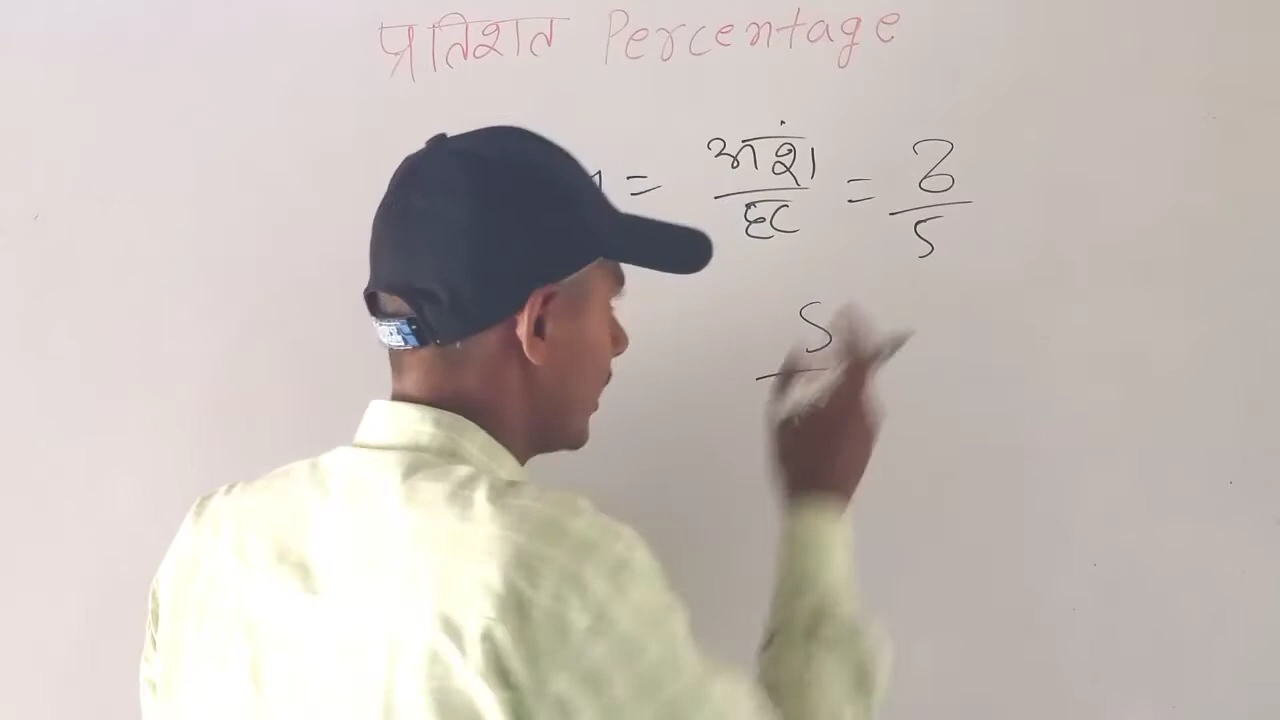 प्रतिशत Percentage
= अंश/हर = 3/5
5